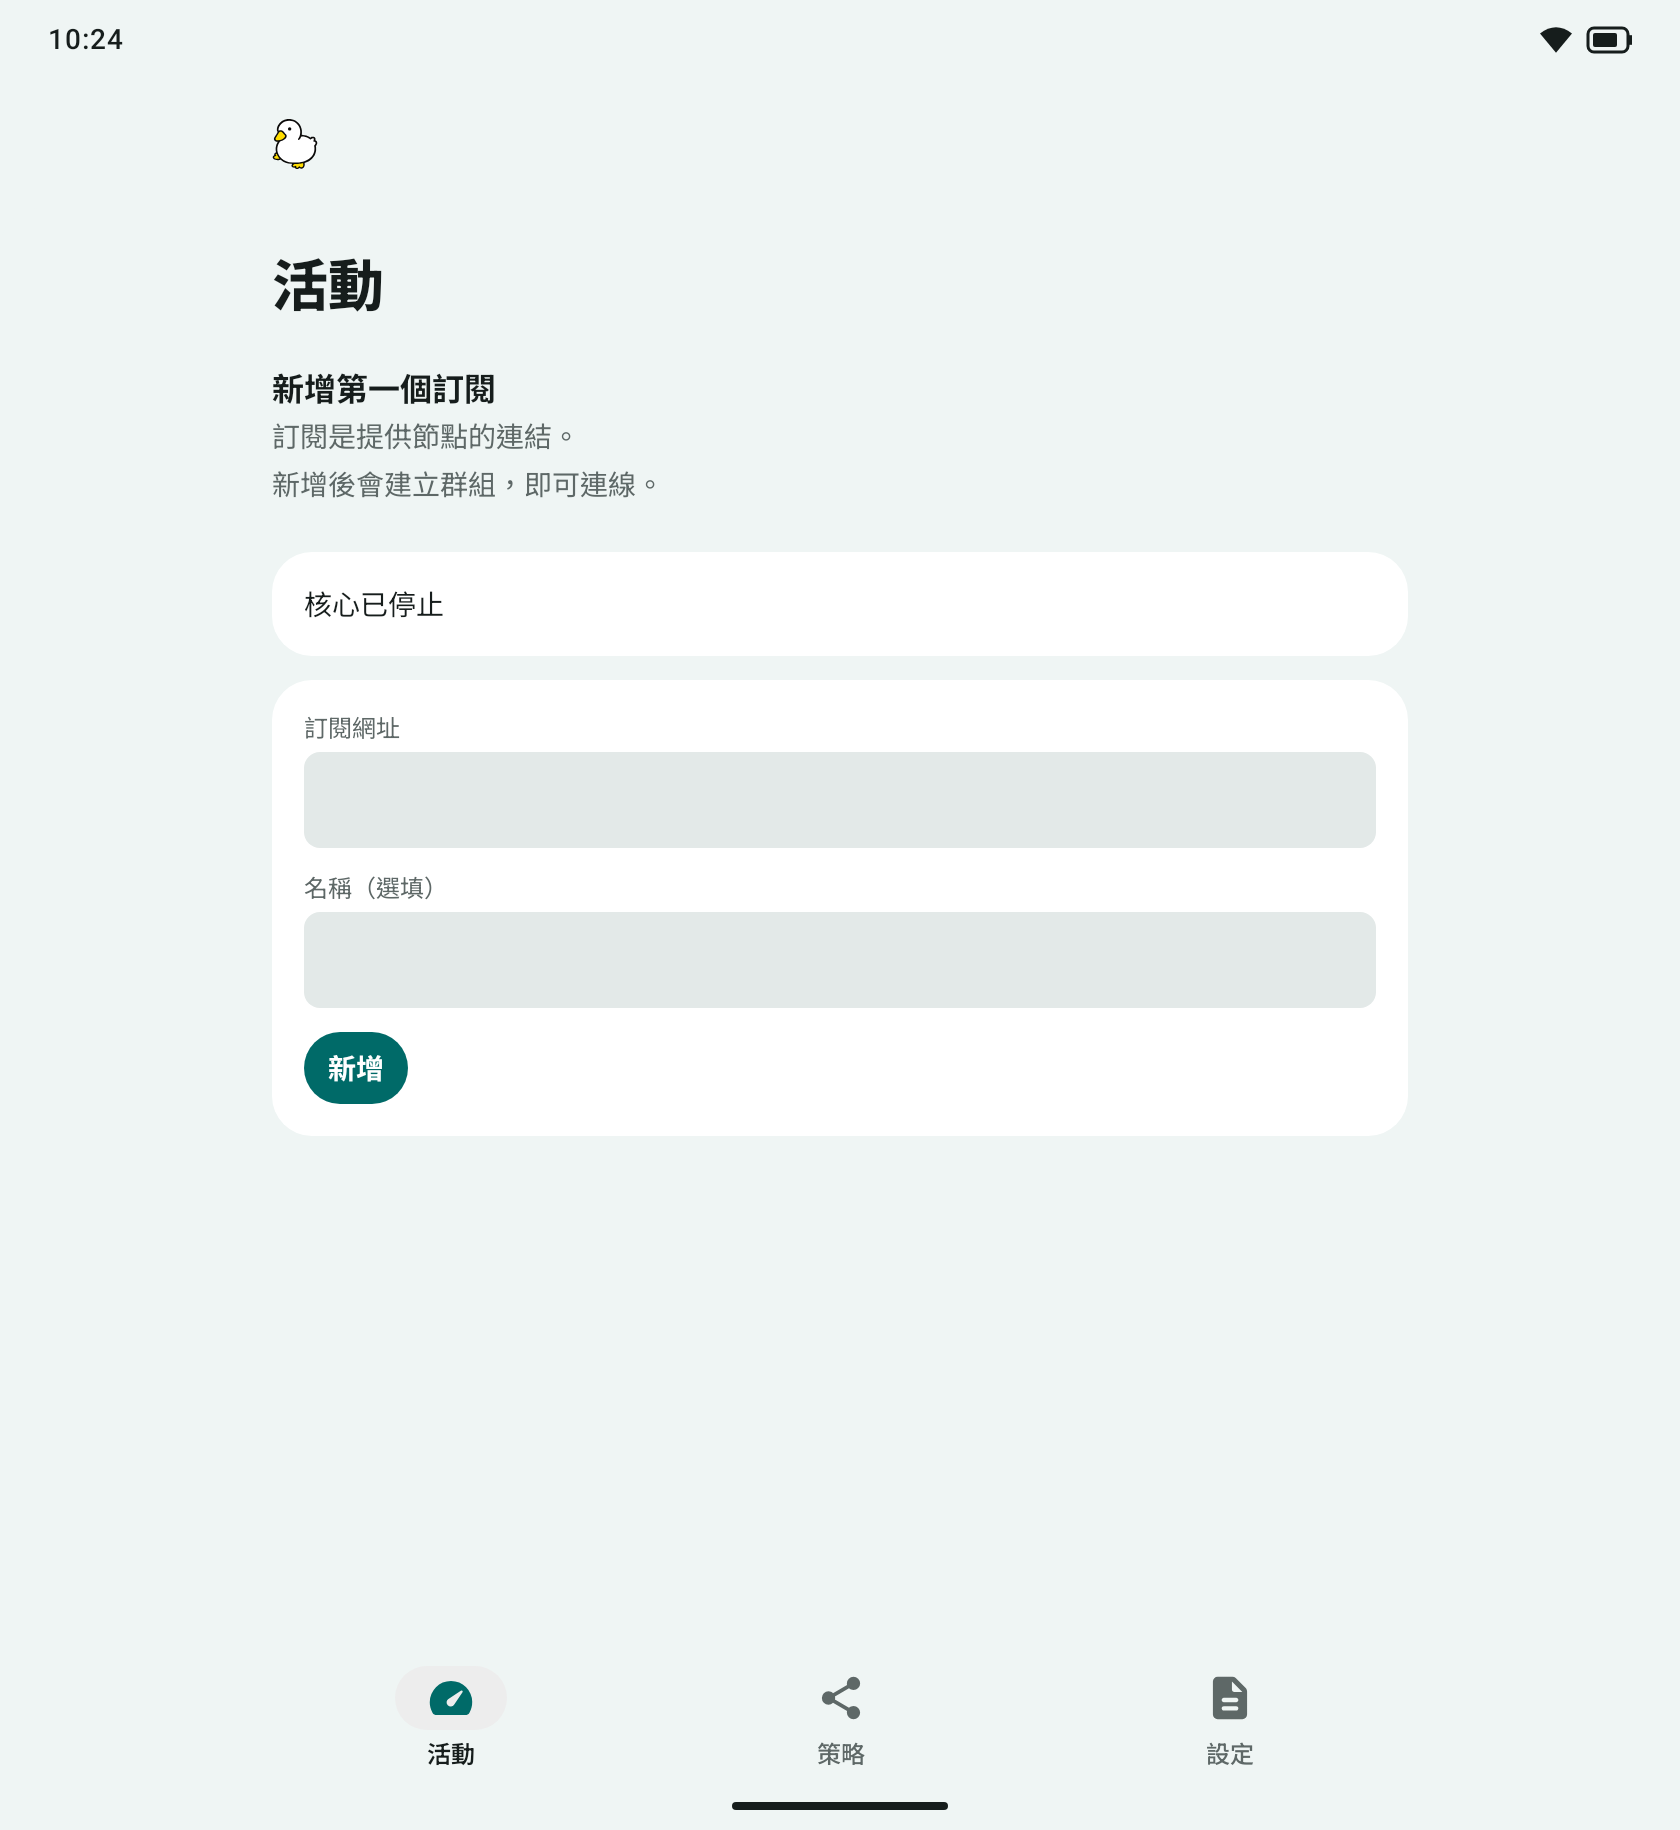 10:24
活動
新增第一個訂閱
訂閱是提供節點的連結。
新增後會建立群組，即可連線。
核心已停止
訂閱網址
名稱（選填）
新增
活動
策略
設定